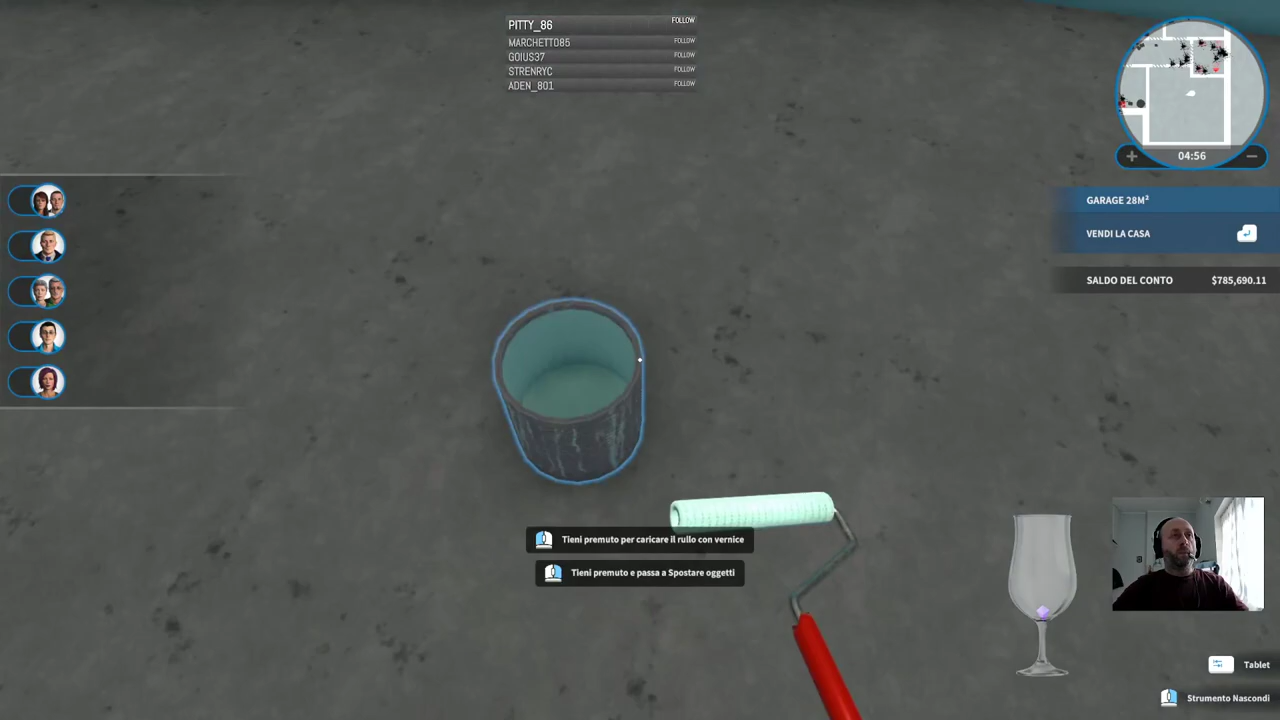 PITTY_86 FOLLOW
MARCHETTO85 FOLLOW
GOIUS37 FOLLOW
STRENRYC FOLLOW
ADEN_801 FOLLOW
04:56
GARAGE 28M²
VENDI LA CASA
SALDO DEL CONTO $785,690.11
Tieni premuto per caricare il rullo con vernice
Tieni premuto e passa a Spostare oggetti
Tablet
Strumento Nascondi